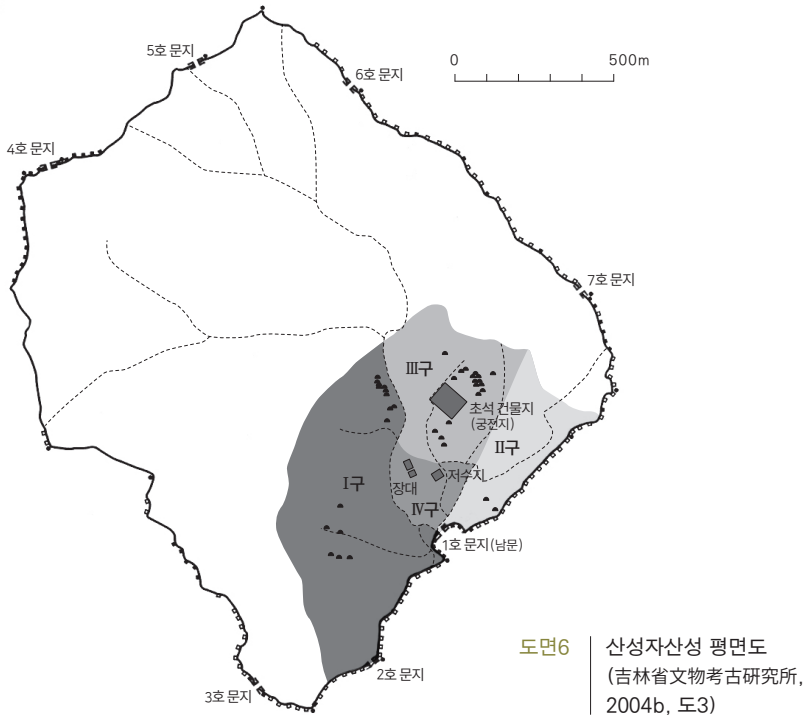 5호 문지
0 500m
6호 문지
4호 문지
7호 문지
Ⅲ구
초석 건물지
(궁전지)
Ⅱ구
Ⅰ구
저수지
장대
Ⅳ구
1호 문지(남문)
2호 문지
3호 문지
도면6
산성자산성 평면도
(吉林省文物考古硏究所,
2004b, 도3)